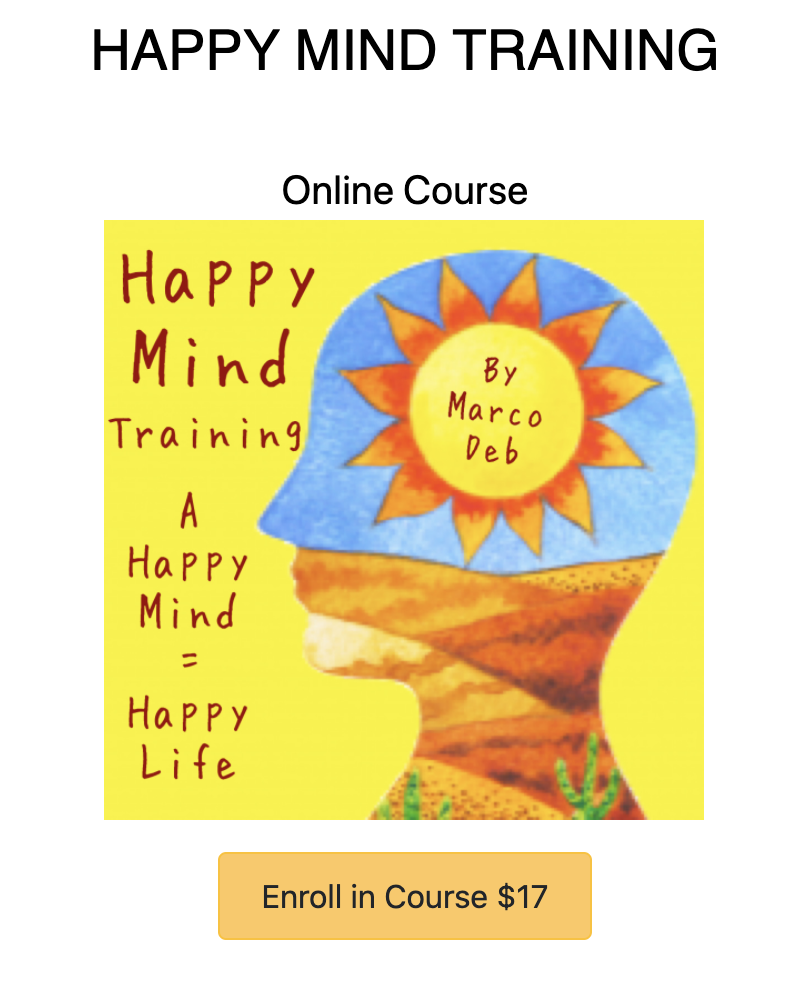 HAPPY MIND TRAINING
Online Course
Happy
Mind
Training
A
Happy
Mind
=
Happy
Life
By
Marco
Deb
Enroll in Course $17